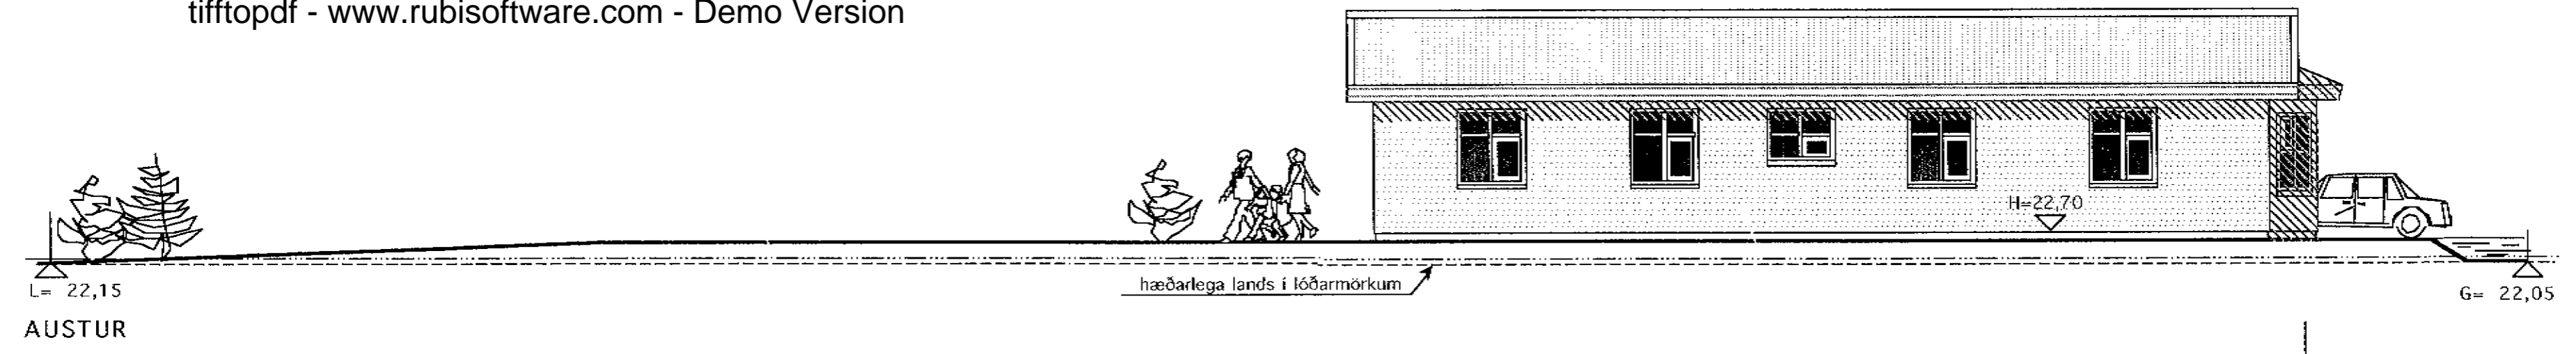 tifftopdf - www.rubisoftware.com - Demo Version
H=22,70
hæðarlega lands í lóðarmörkum
L= 22,15
G= 22,05
AUSTUR